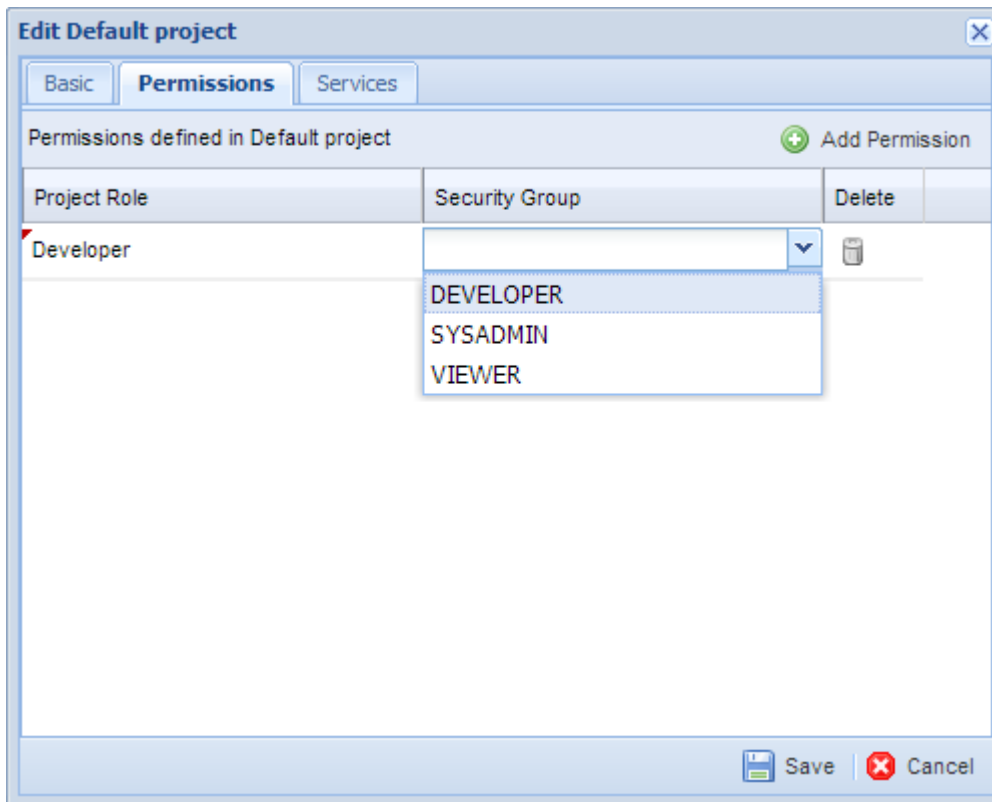 Edit Default project
Basic Permissions Services
Permissions defined in Default project Add Permission
Project Role Security Group Delete
Developer
DEVELOPER
SYSADMIN
VIEWER
Save Cancel